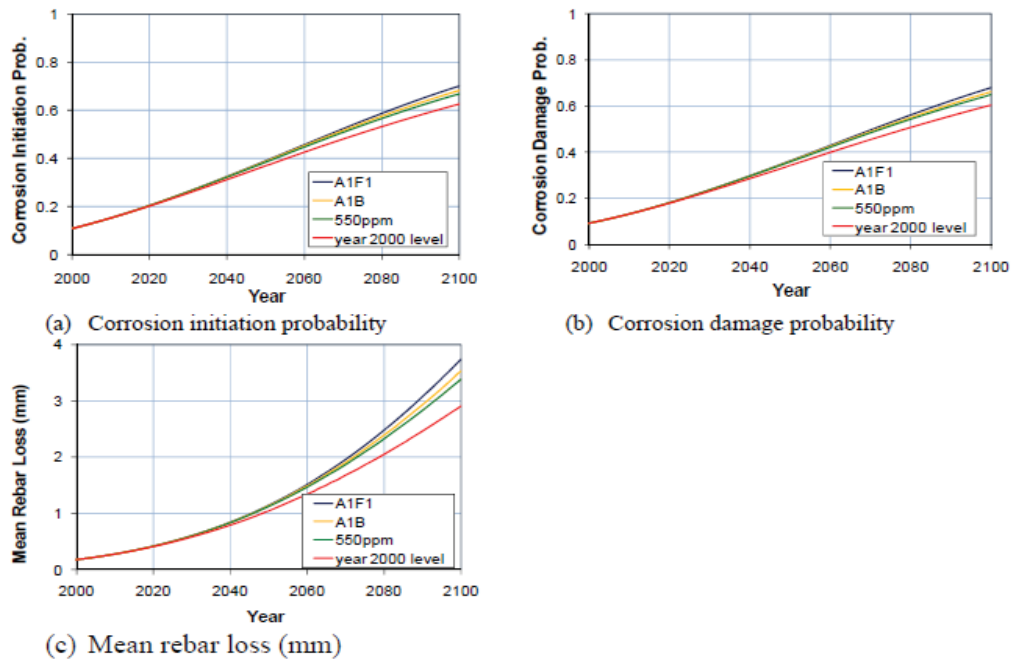 Corrosion Initiation Prob.
1
0.8
0.6
0.4
0.2
0
A1F1
A1B
550ppm
year 2000 level
2000 2020 2040 2060 2080 2100
Year
(a) Corrosion initiation probability
Corrosion Damage Prob.
1
0.8
0.6
0.4
0.2
0
A1F1
A1B
550ppm
year 2000 level
2000 2020 2040 2060 2080 2100
Year
(b) Corrosion damage probability
Mean Rebar Loss (mm)
4
3
2
1
0
A1F1
A1B
550ppm
year 2000 level
2000 2020 2040 2060 2080 2100
Year
(c) Mean rebar loss (mm)